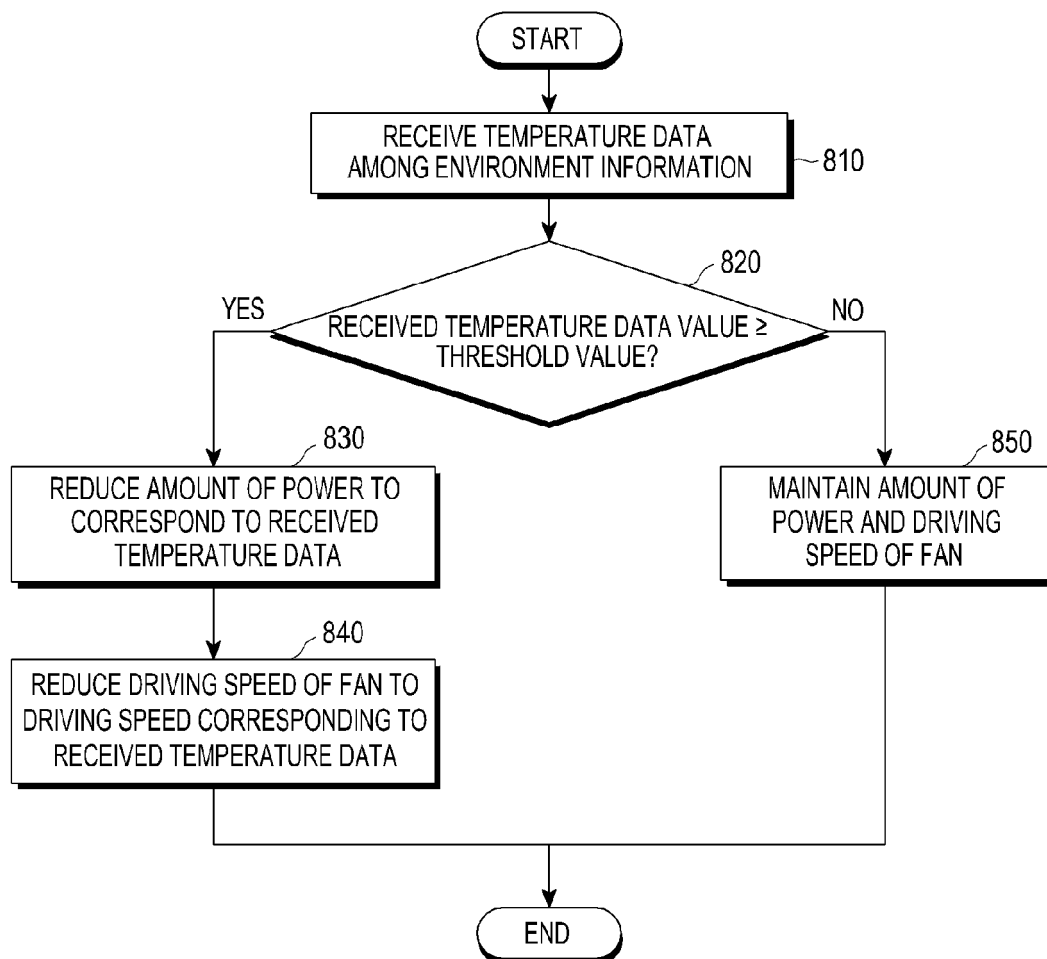 START
RECEIVE TEMPERATURE DATA
AMONG ENVIRONMENT INFORMATION
810
820
YES
NO
RECEIVED TEMPERATURE DATA VALUE ≥
THRESHOLD VALUE?
830
REDUCE AMOUNT OF POWER TO
CORRESPOND TO RECEIVED
TEMPERATURE DATA
850
MAINTAIN AMOUNT OF
POWER AND DRIVING
SPEED OF FAN
840
REDUCE DRIVING SPEED OF FAN TO
DRIVING SPEED CORRESPONDING TO
RECEIVED TEMPERATURE DATA
END